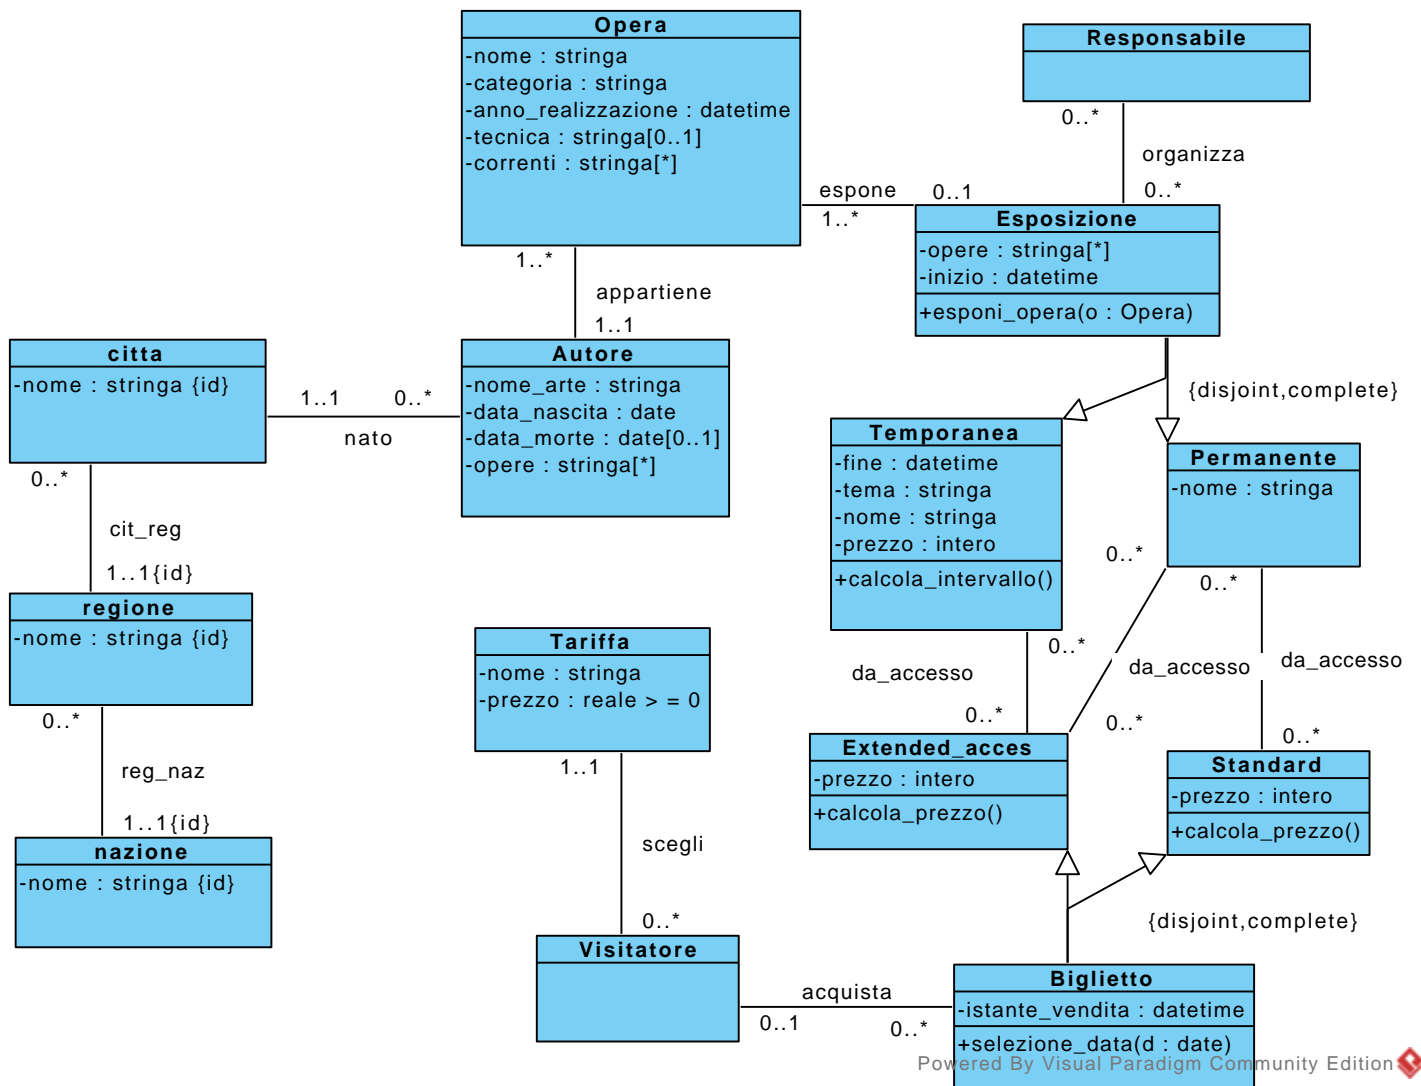 Opera
-nome : stringa
-categoria : stringa
-anno_realizzazione : datetime
-tecnica : stringa[0..1]
-correnti : stringa[*]
Responsabile
0..*
organizza
0..*
espone
0..1
1..*
Esposizione
-opere : stringa[*]
-inizio : datetime
+esponi_opera(o : Opera)
1..*
appartiene
1..1
citta
-nome : stringa {id}
1..1
0..*
nato
Autore
-nome_arte : stringa
-data_nascita : date
-data_morte : date[0..1]
-opere : stringa[*]
{disjoint,complete}
Temporanea
-fine : datetime
-tema : stringa
-nome : stringa
-prezzo : intero
+calcola_intervallo()
Permanente
-nome : stringa
0..*
cit_reg
1..1{id}
regione
-nome : stringa {id}
0..*
reg_naz
1..1{id}
nazione
-nome : stringa {id}
Tariffa
-nome : stringa
-prezzo : reale > = 0
1..1
scegli
0..*
Visitatore
0..*
0..*
0..*
da_accesso
da_accesso
da_accesso
0..*
0..*
0..*
Extended_acces
-prezzo : intero
+calcola_prezzo()
Standard
-prezzo : intero
+calcola_prezzo()
{disjoint,complete}
acquista
0..1
0..*
Biglietto
-istante_vendita : datetime
+selezione_data(d : date)
Powered By Visual Paradigm Community Edition